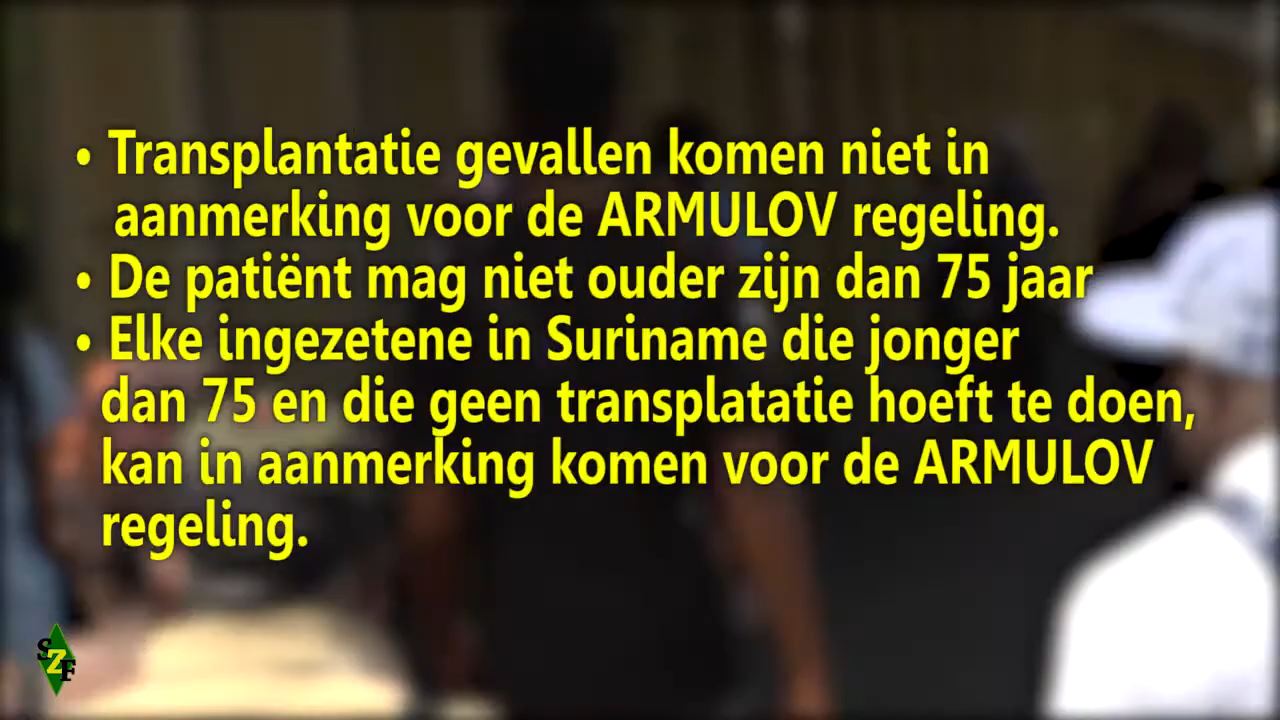 • Transplantatie gevallen komen niet in
aanmerking voor de ARMULOV regeling.
• De patiënt mag niet ouder zijn dan 75 jaar
• Elke ingezetene in Suriname die jonger
dan 75 en die geen transplatatie hoeft te doen,
kan in aanmerking komen voor de ARMULOV
regeling.
SZF